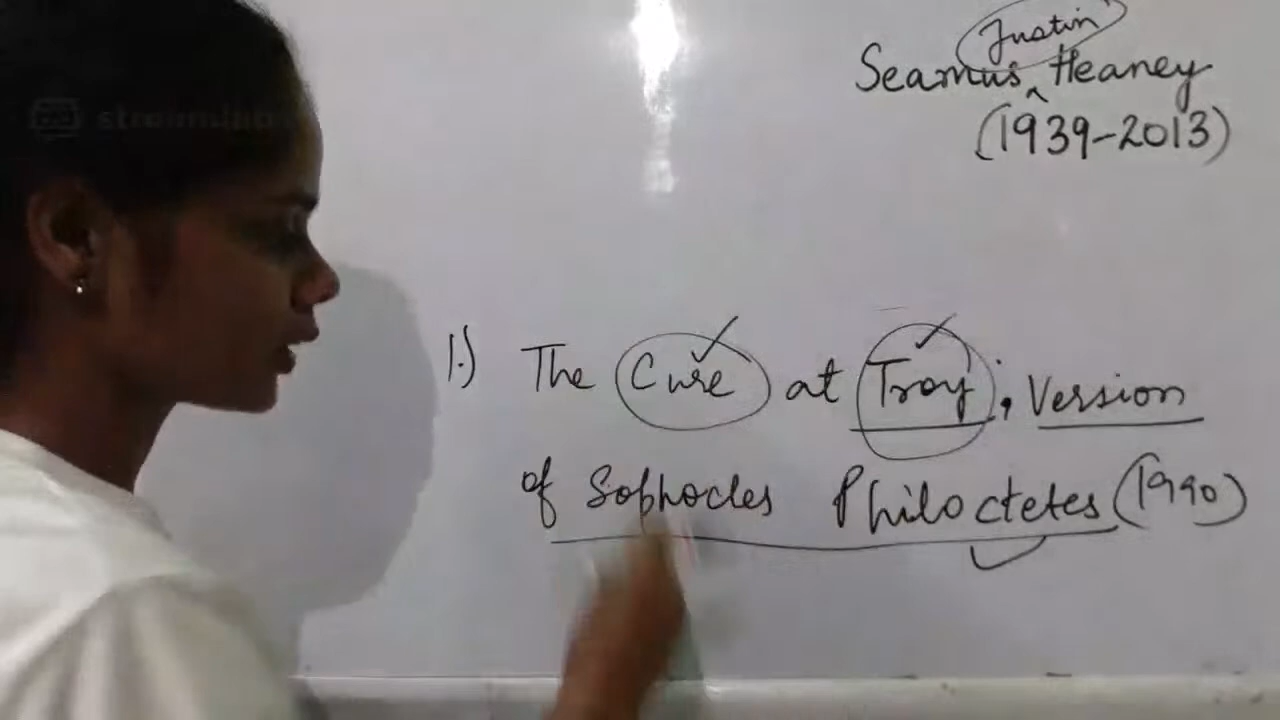 Justin
Seamus ^ Heaney
(1939-2013)
1.) The Cure at Troy; Version
of Sophocles Philoctetes (1990)